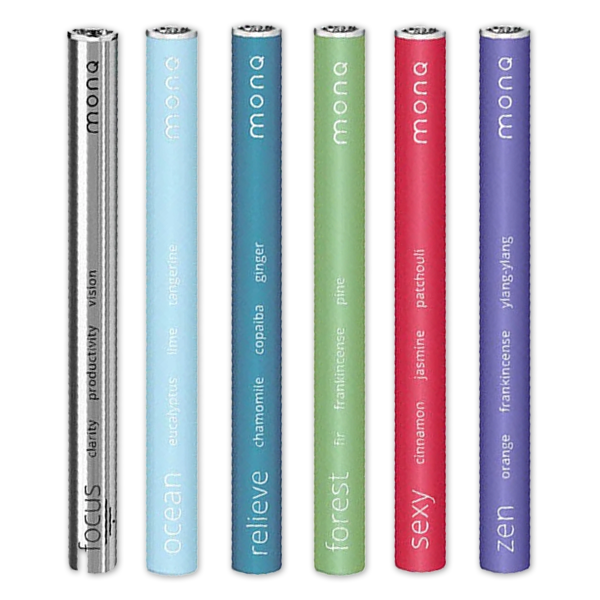 monq
focus clarity productivity vision
monq
ocean eucalyptus lime tangerine
monq
relieve chamomile copaiba ginger
monq
forest fir frankincense pine
monq
sexy cinnamon jasmine patchouli
monq
zen orange frankincense ylang-ylang